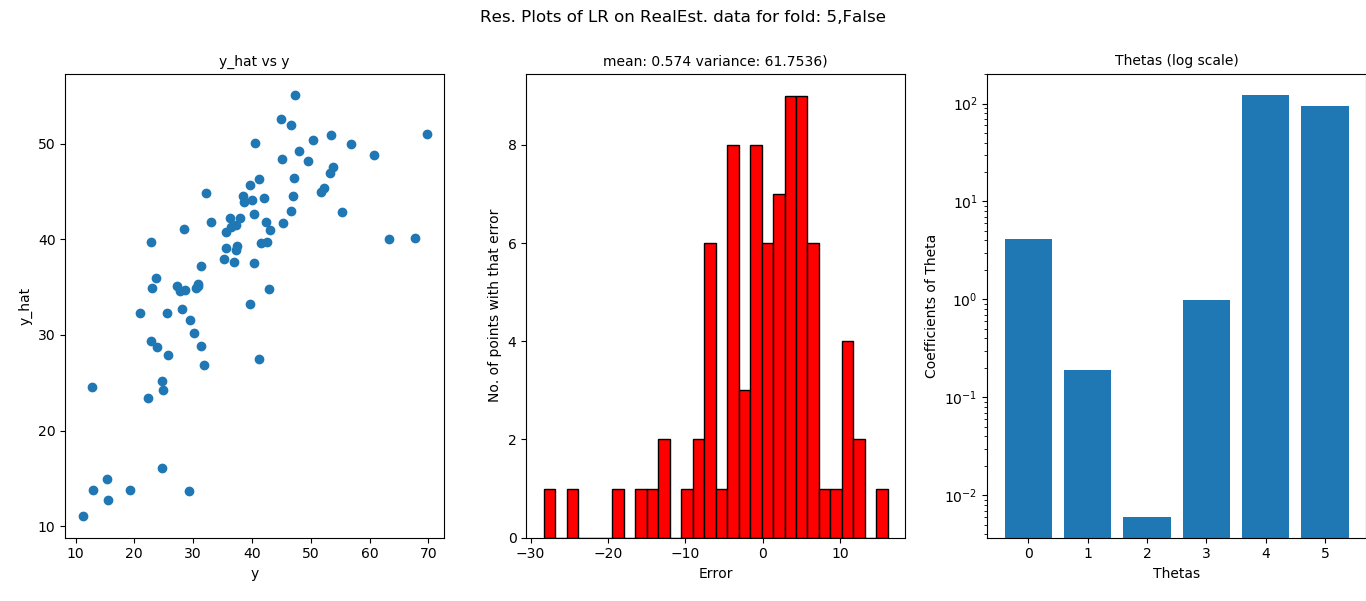 Res. Plots of LR on RealEst. data for fold: 5,False
y_hat vs y
y_hat
50
40
30
20
10
10 20 30 40 50 60 70
y
mean: 0.574 variance: 61.7536)
No. of points with that error
8
6
4
2
0
−30 −20 −10 0 10
Error
Thetas (log scale)
Coefficients of Theta
10²
10¹
10⁰
10⁻¹
10⁻²
0 1 2 3 4 5
Thetas